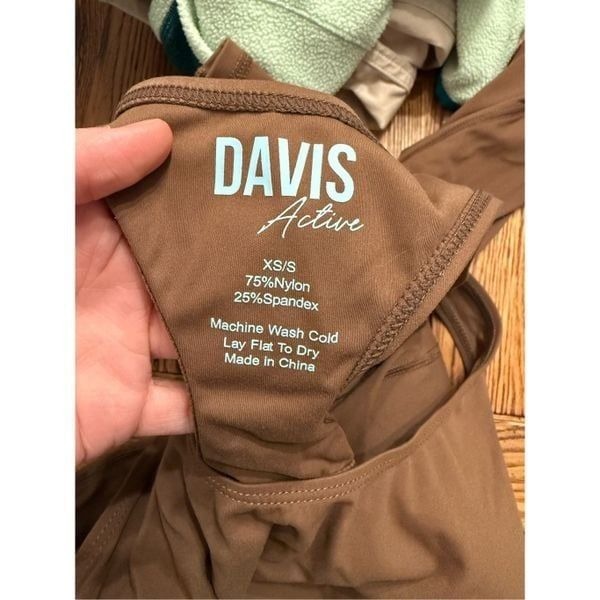 DAVIS
Active
XS/S
75%Nylon
25%Spandex
Machine Wash Cold
Lay Flat To Dry
Made in China